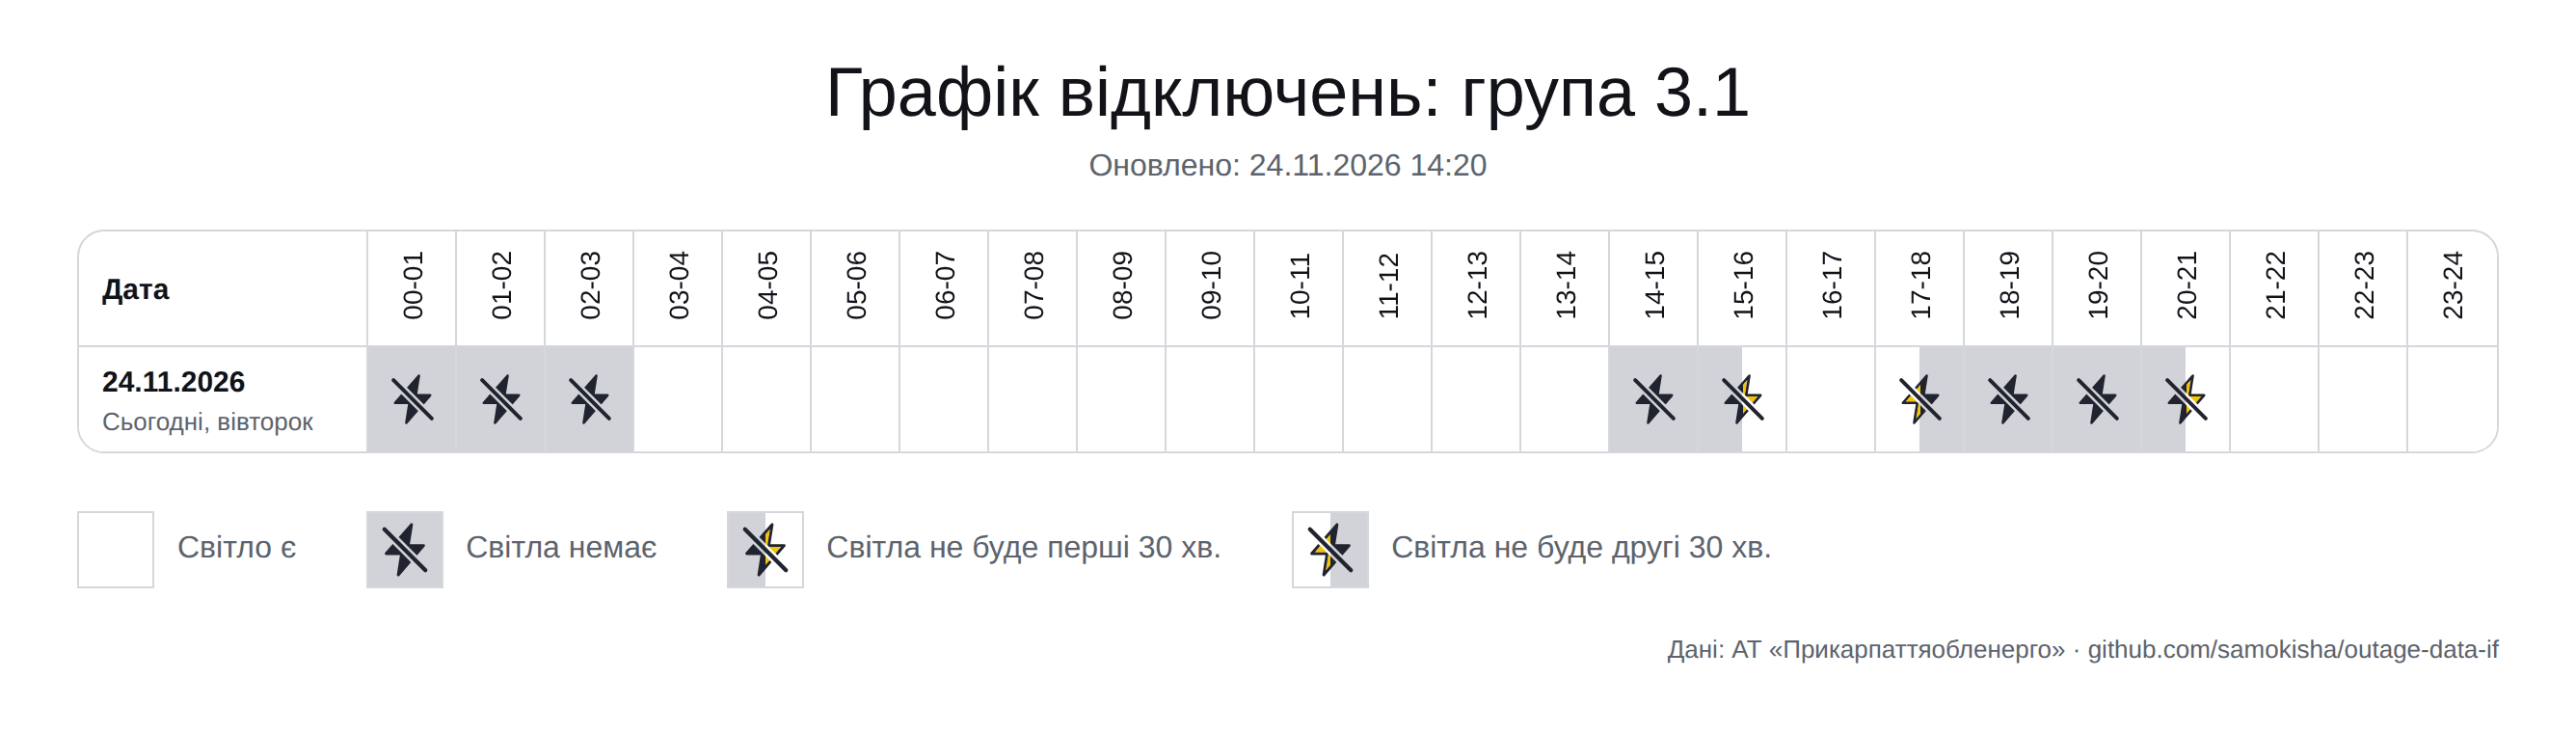 Графік відключень: група 3.1
Оновлено: 24.11.2026 14:20
Дата 00-01 01-02 02-03 03-04 04-05 05-06 06-07 07-08 08-09 09-10 10-11 11-12 12-13 13-14 14-15 15-16 16-17 17-18 18-19 19-20 20-21 21-22 22-23 23-24
24.11.2026
Сьогодні, вівторок
Світло є Світла немає Світла не буде перші 30 хв. Світла не буде другі 30 хв.
Дані: АТ «Прикарпаттяобленерго» · github.com/samokisha/outage-data-if